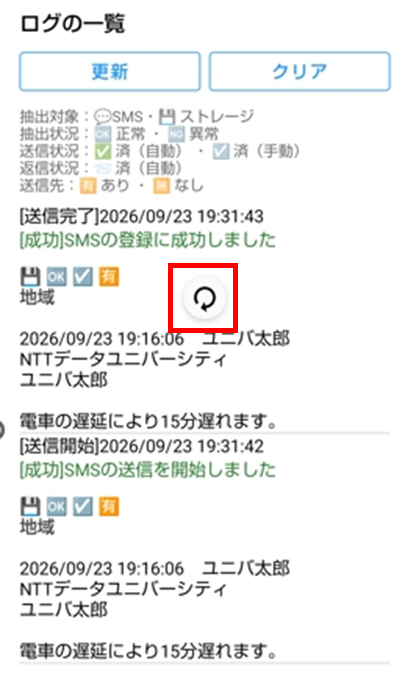 ログの一覧
更新 クリア
抽出対象：💬SMS・💾 ストレージ
抽出状況：🆗 正常 ・ 🆖 異常
送信状況：✅ 済（自動） ・ ☑ 済（手動）
返信状況：📨 済（自動）
送信先：🈶 あり ・ 🈚 なし
[送信完了]2026/09/23 19:31:43
[成功]SMSの登録に成功しました
💾 🆗 ☑ 🈶
地域
2026/09/23 19:16:06 ユニバ太郎
NTTデータユニバーシティ
ユニバ太郎
電車の遅延により15分遅れます。
[送信開始]2026/09/23 19:31:42
[成功]SMSの送信を開始しました
💾 🆗 ☑ 🈶
地域
2026/09/23 19:16:06 ユニバ太郎
NTTデータユニバーシティ
ユニバ太郎
電車の遅延により15分遅れます。